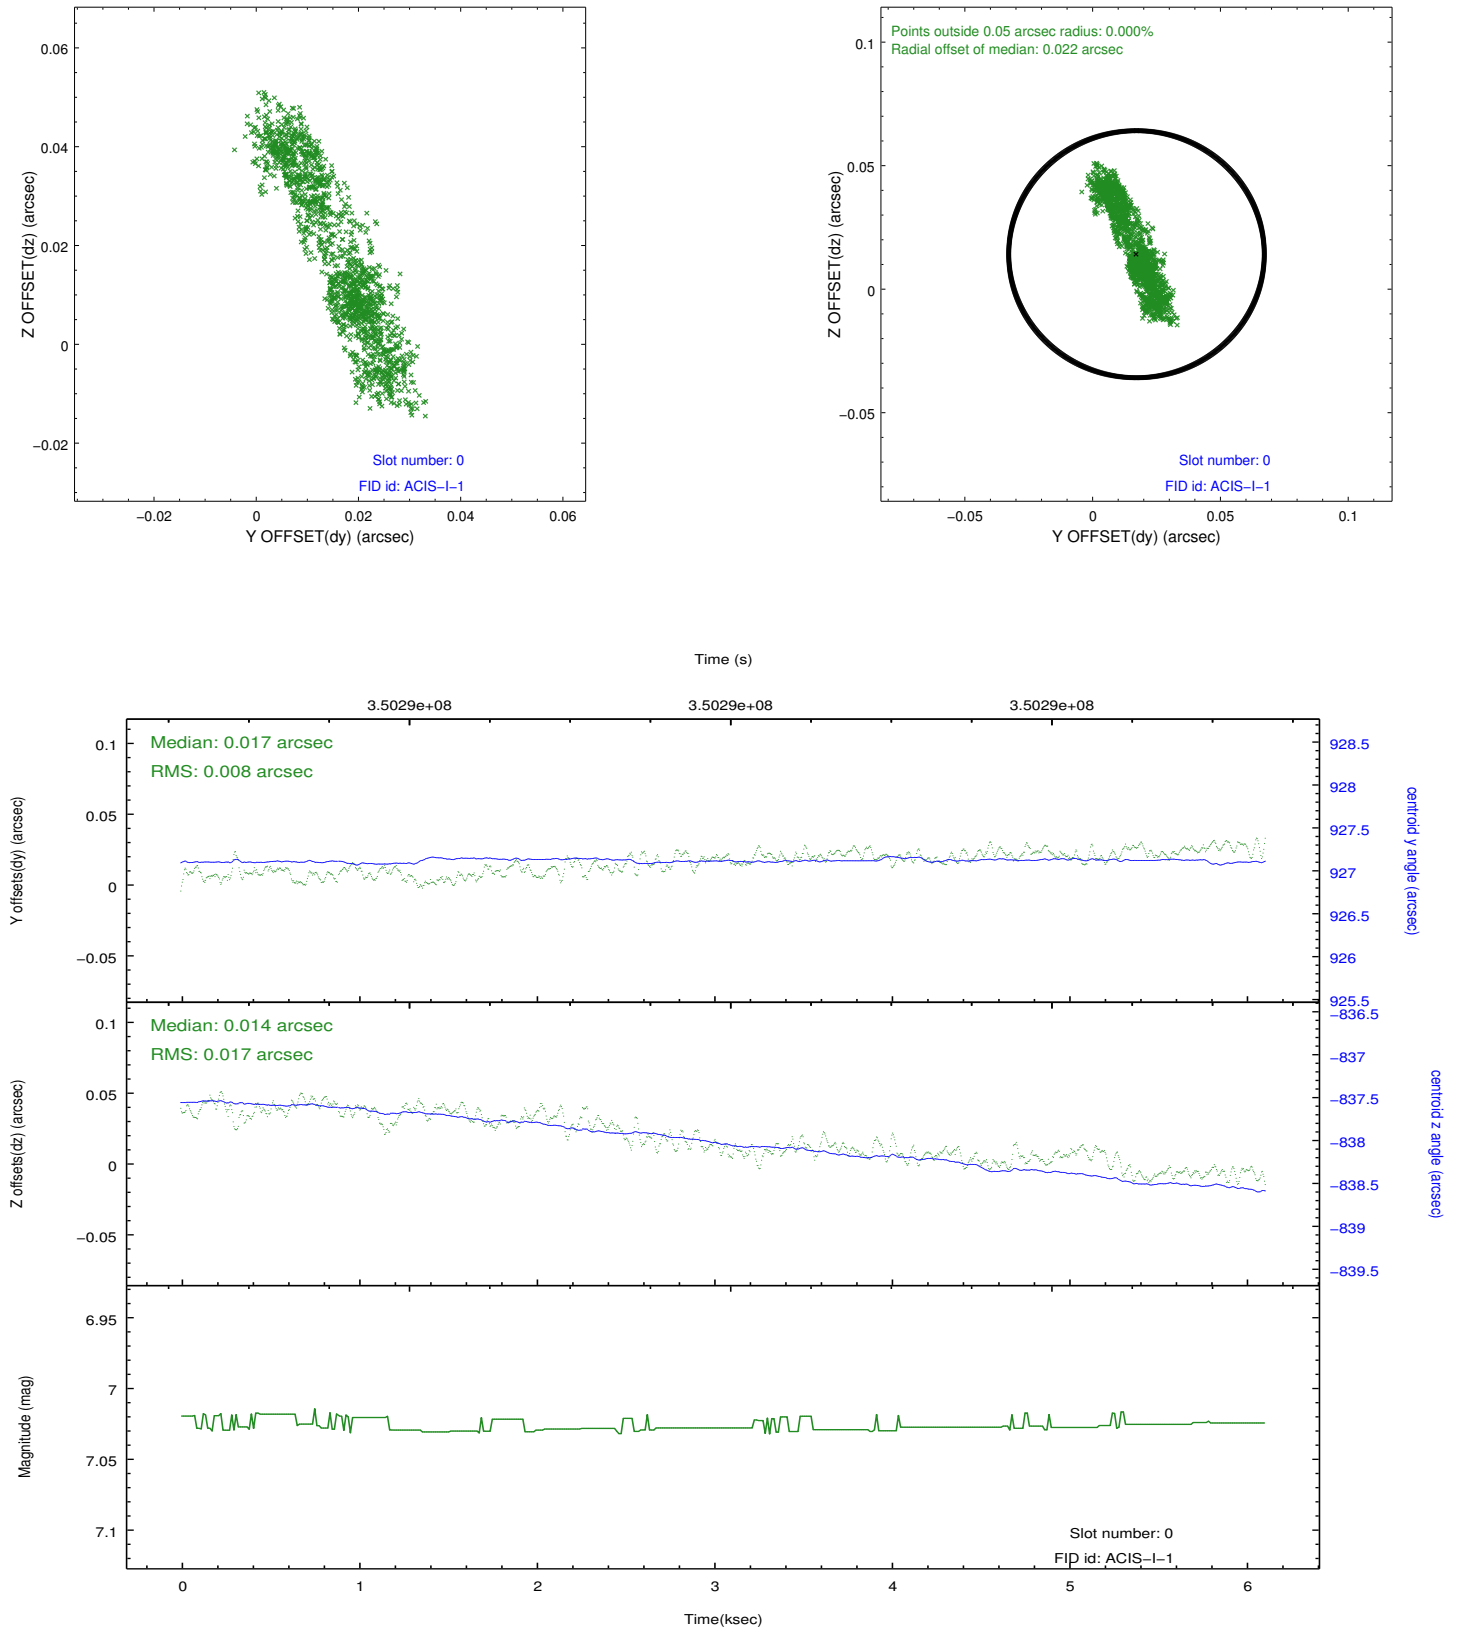 0.06
0.04
0.02
0
−0.02
Z OFFSET(dz) (arcsec)
Slot number: 0
FID id: ACIS−I−1
−0.02 0 0.02 0.04 0.06
Y OFFSET(dy) (arcsec)
Points outside 0.05 arcsec radius: 0.000%
Radial offset of median: 0.022 arcsec
0.1
0.05
0
−0.05
Z OFFSET(dz) (arcsec)
Slot number: 0
FID id: ACIS−I−1
−0.05 0 0.05 0.1
Y OFFSET(dy) (arcsec)
Time (s)
3.5029e+08 3.5029e+08 3.5029e+08
Median: 0.017 arcsec
RMS: 0.008 arcsec
0.1
0.05
0
−0.05
Y offsets(dy) (arcsec)
928.5
928
927.5
927
926.5
926
925.5
centroid y angle (arcsec)
Median: 0.014 arcsec
RMS: 0.017 arcsec
0.1
0.05
0
−0.05
Z offsets(dz) (arcsec)
−836.5
−837
−837.5
−838
−838.5
−839
−839.5
centroid z angle (arcsec)
6.95
7
7.05
7.1
Magnitude (mag)
Slot number: 0
FID id: ACIS−I−1
0 1 2 3 4 5 6
Time(ksec)